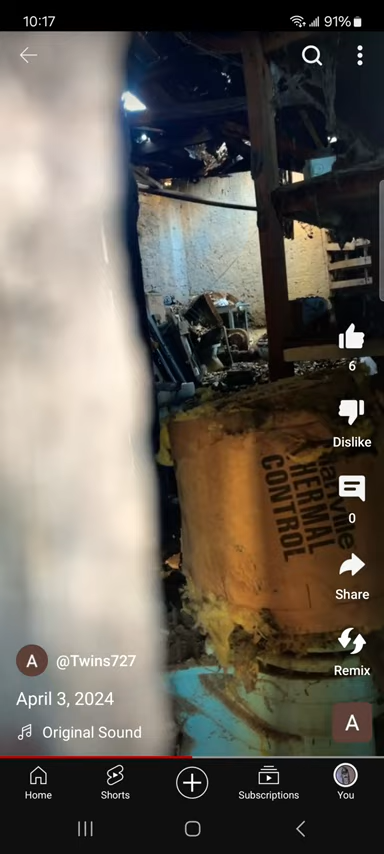 10:17
91%
6
Dislike
0
manville
THERMAL
CONTROL
Share
Remix
A @Twins727
April 3, 2024
Original Sound
A
Home
Shorts
Subscriptions
You